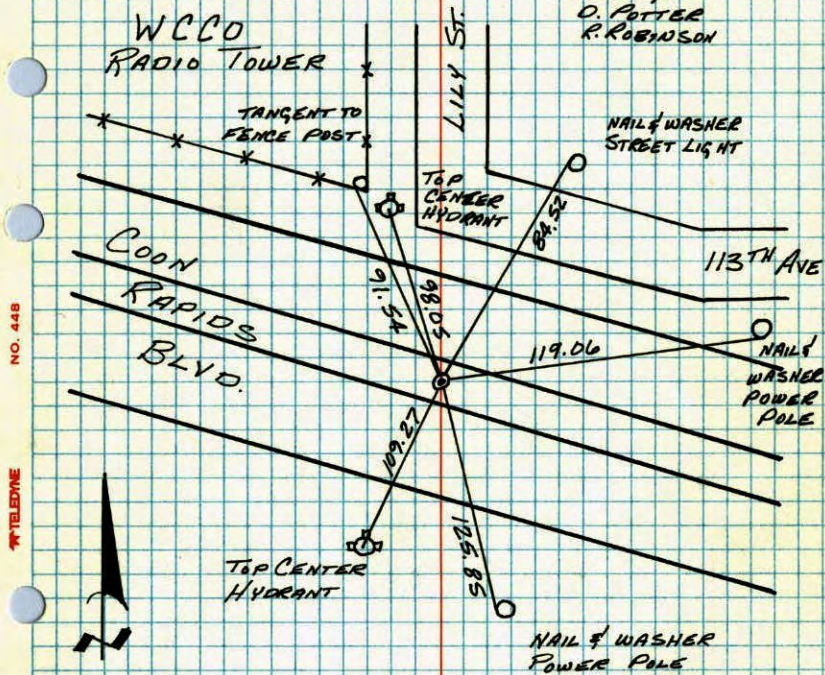 D. POTTER
R. ROBINSON
WCCO
RADIO TOWER
LILY ST.
TANGENT TO
FENCE POST
NAIL & WASHER
STREET LIGHT
TOP
CENTER
HYDRANT
84.52
113TH AVE
COON
RAPIDS
BLVD.
91.54
98.05
119.06
NAIL &
WASHER
POWER
POLE
109.27
125.85
TOP CENTER
HYDRANT
NAIL & WASHER
POWER POLE
NO. 448
TELEDYNE